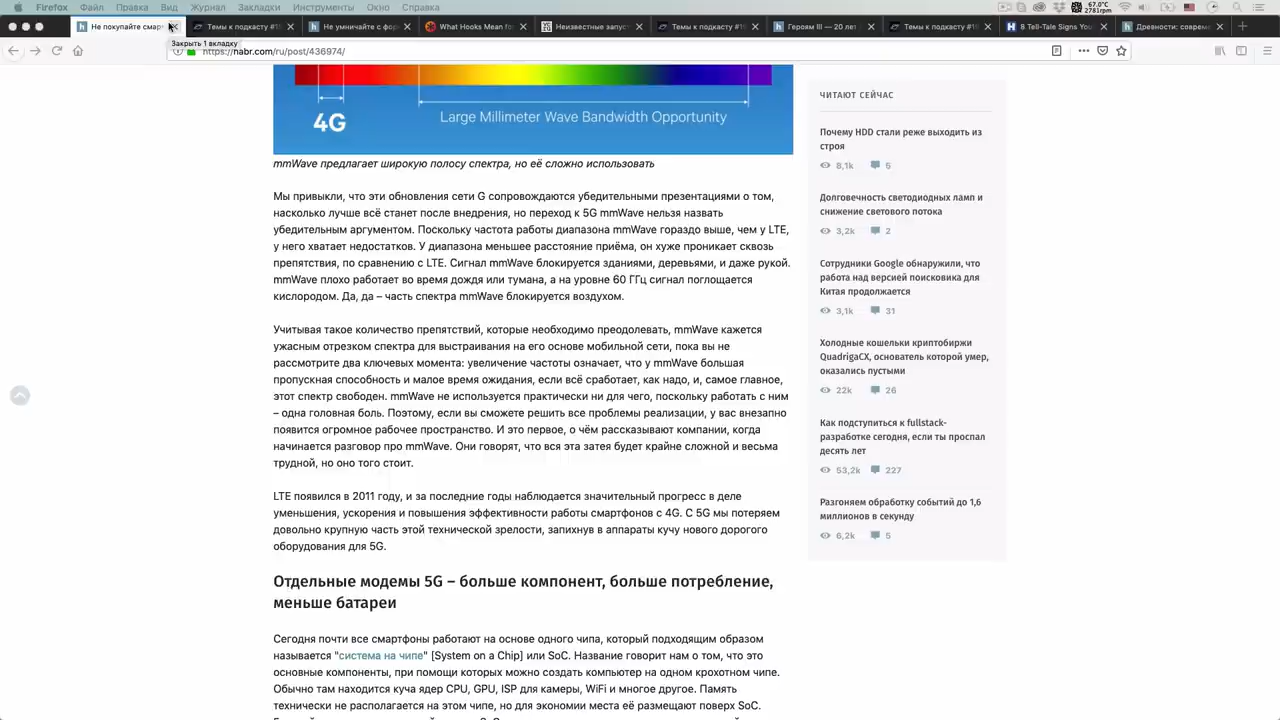 Firefox Файл Правка Вид Журнал Закладки Инструменты Окно Справка
67.0°C
2781rpm
Не покупайте смар
Темы к подкасту #19
Не умничайте с фор
What Hooks Mean for
Неизвестные запус
Темы к подкасту #19
Героям III — 20 лет
Темы к подкасту #19
8 Tell-Tale Signs You
Древности: совреме
Закрыть 1 вкладку
https://habr.com/ru/post/436974/
4G
Large Millimeter Wave Bandwidth Opportunity
mmWave предлагает широкую полосу спектра, но её сложно использовать
Мы привыкли, что эти обновления сети G сопровождаются убедительными презентациями о том,
насколько лучше всё станет после внедрения, но переход к 5G mmWave нельзя назвать
убедительным аргументом. Поскольку частота работы диапазона mmWave гораздо выше, чем у LTE,
у него хватает недостатков. У диапазона меньшее расстояние приёма, он хуже проникает сквозь
препятствия, по сравнению с LTE. Сигнал mmWave блокируется зданиями, деревьями, и даже рукой.
mmWave плохо работает во время дождя или тумана, а на уровне 60 ГГц сигнал поглощается
кислородом. Да, да – часть спектра mmWave блокируется воздухом.
Учитывая такое количество препятствий, которые необходимо преодолевать, mmWave кажется
ужасным отрезком спектра для выстраивания на его основе мобильной сети, пока вы не
рассмотрите два ключевых момента: увеличение частоты означает, что у mmWave большая
пропускная способность и малое время ожидания, если всё сработает, как надо, и, самое главное,
этот спектр свободен. mmWave не используется практически ни для чего, поскольку работать с ним
– одна головная боль. Поэтому, если вы сможете решить все проблемы реализации, у вас внезапно
появится огромное рабочее пространство. И это первое, о чём рассказывают компании, когда
начинается разговор про mmWave. Они говорят, что вся эта затея будет крайне сложной и весьма
трудной, но оно того стоит.
LTE появился в 2011 году, и за последние годы наблюдается значительный прогресс в деле
уменьшения, ускорения и повышения эффективности работы смартфонов с 4G. С 5G мы потеряем
довольно крупную часть этой технической зрелости, запихнув в аппараты кучу нового дорогого
оборудования для 5G.
Отдельные модемы 5G – больше компонент, больше потребление,
меньше батареи
Сегодня почти все смартфоны работают на основе одного чипа, который подходящим образом
называется "система на чипе" [System on a Chip] или SoC. Название говорит нам о том, что это
основные компоненты, при помощи которых можно создать компьютер на одном крохотном чипе.
Обычно там находится куча ядер CPU, GPU, ISP для камеры, WiFi и многое другое. Память
технически не располагается на этом чипе, но для экономии места её размещают поверх SoC.
ЧИТАЮТ СЕЙЧАС
Почему HDD стали реже выходить из
строя
8,1k 5
Долговечность светодиодных ламп и
снижение светового потока
3,2k 2
Сотрудники Google обнаружили, что
работа над версией поисковика для
Китая продолжается
3,1k 31
Холодные кошельки криптобиржи
QuadrigaCX, основатель которой умер,
оказались пустыми
22k 26
Как подступиться к fullstack-
разработке сегодня, если ты проспал
десять лет
53,2k 227
Разгоняем обработку событий до 1,6
миллионов в секунду
6,2k 5